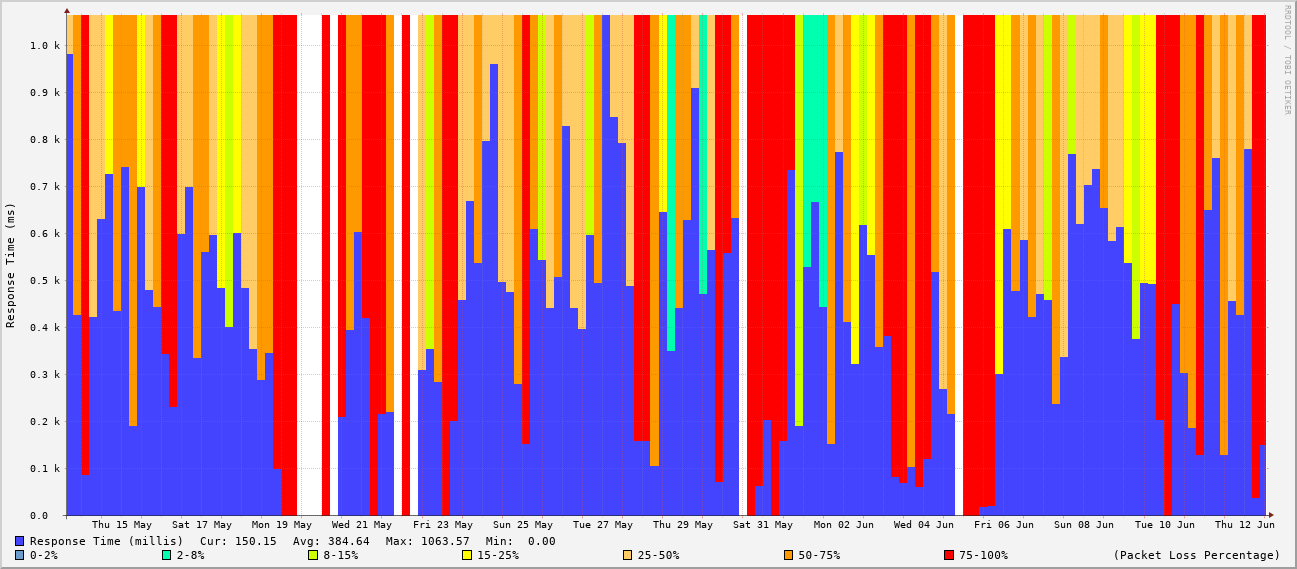 RRDTOOL / TOBI OETIKER
Response Time (ms)
1.0 k
0.9 k
0.8 k
0.7 k
0.6 k
0.5 k
0.4 k
0.3 k
0.2 k
0.1 k
0.0
Thu 15 May Sat 17 May Mon 19 May Wed 21 May Fri 23 May Sun 25 May Tue 27 May Thu 29 May Sat 31 May Mon 02 Jun Wed 04 Jun Fri 06 Jun Sun 08 Jun Tue 10 Jun Thu 12 Jun
Response Time (millis) Cur: 150.15 Avg: 384.64 Max: 1063.57 Min: 0.00
0-2% 2-8% 8-15% 15-25% 25-50% 50-75% 75-100% (Packet Loss Percentage)